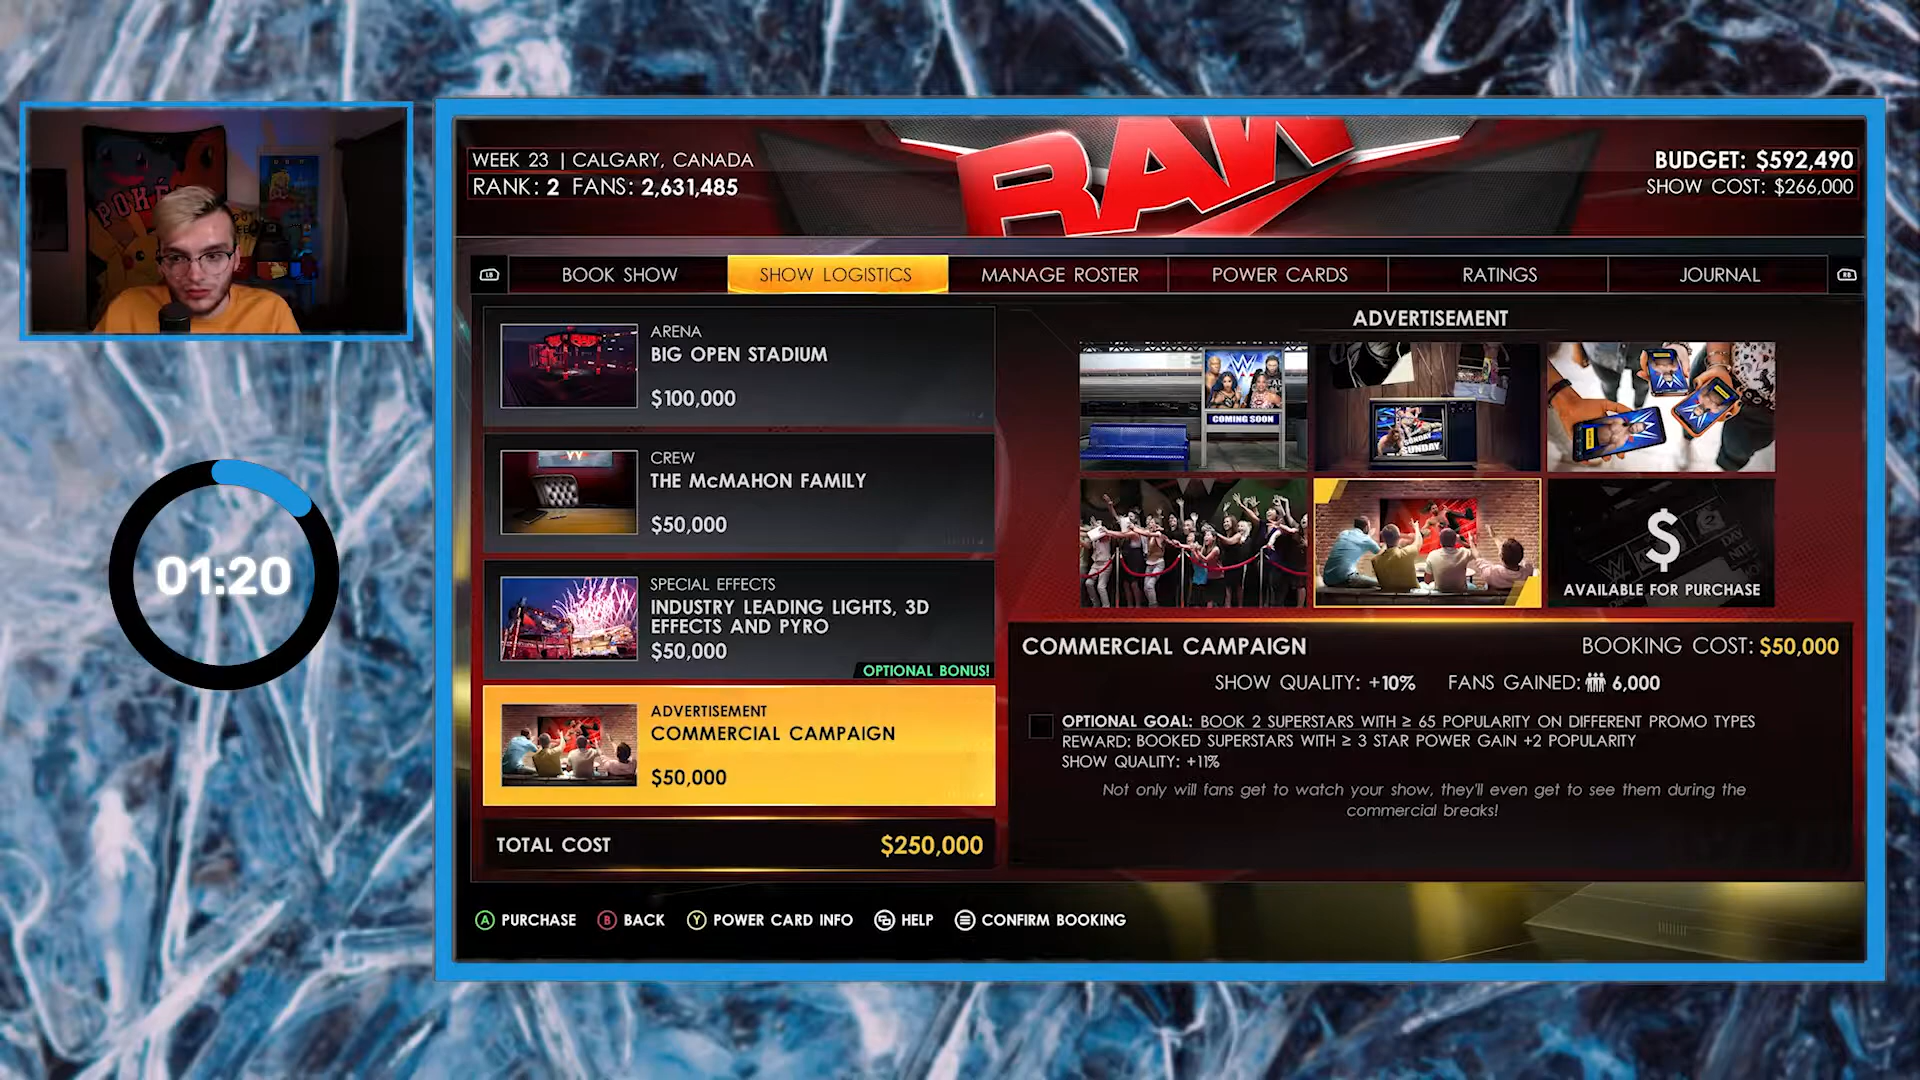 RAW
WEEK 23 | CALGARY, CANADA
RANK: 2 FANS: 2,631,485
BUDGET: $592,490
SHOW COST: $266,000
LB
BOOK SHOW
SHOW LOGISTICS
MANAGE ROSTER
POWER CARDS
RATINGS
JOURNAL
RB
ARENA
BIG OPEN STADIUM
$100,000
CREW
THE McMAHON FAMILY
$50,000
SPECIAL EFFECTS
INDUSTRY LEADING LIGHTS, 3D
EFFECTS AND PYRO
$50,000
OPTIONAL BONUS!
ADVERTISEMENT
COMMERCIAL CAMPAIGN
$50,000
TOTAL COST
$250,000
ADVERTISEMENT
COMING SOON
SUNDAY
SUNDAY
$
AVAILABLE FOR PURCHASE
COMMERCIAL CAMPAIGN
BOOKING COST: $50,000
SHOW QUALITY: +10% FANS GAINED: 6,000
OPTIONAL GOAL: BOOK 2 SUPERSTARS WITH ≥ 65 POPULARITY ON DIFFERENT PROMO TYPES
REWARD: BOOKED SUPERSTARS WITH ≥ 3 STAR POWER GAIN +2 POPULARITY
SHOW QUALITY: +11%
Not only will fans get to watch your show, they'll even get to see them during the
commercial breaks!
A PURCHASE
B BACK
Y POWER CARD INFO
HELP
CONFIRM BOOKING
POKÉ
01:20